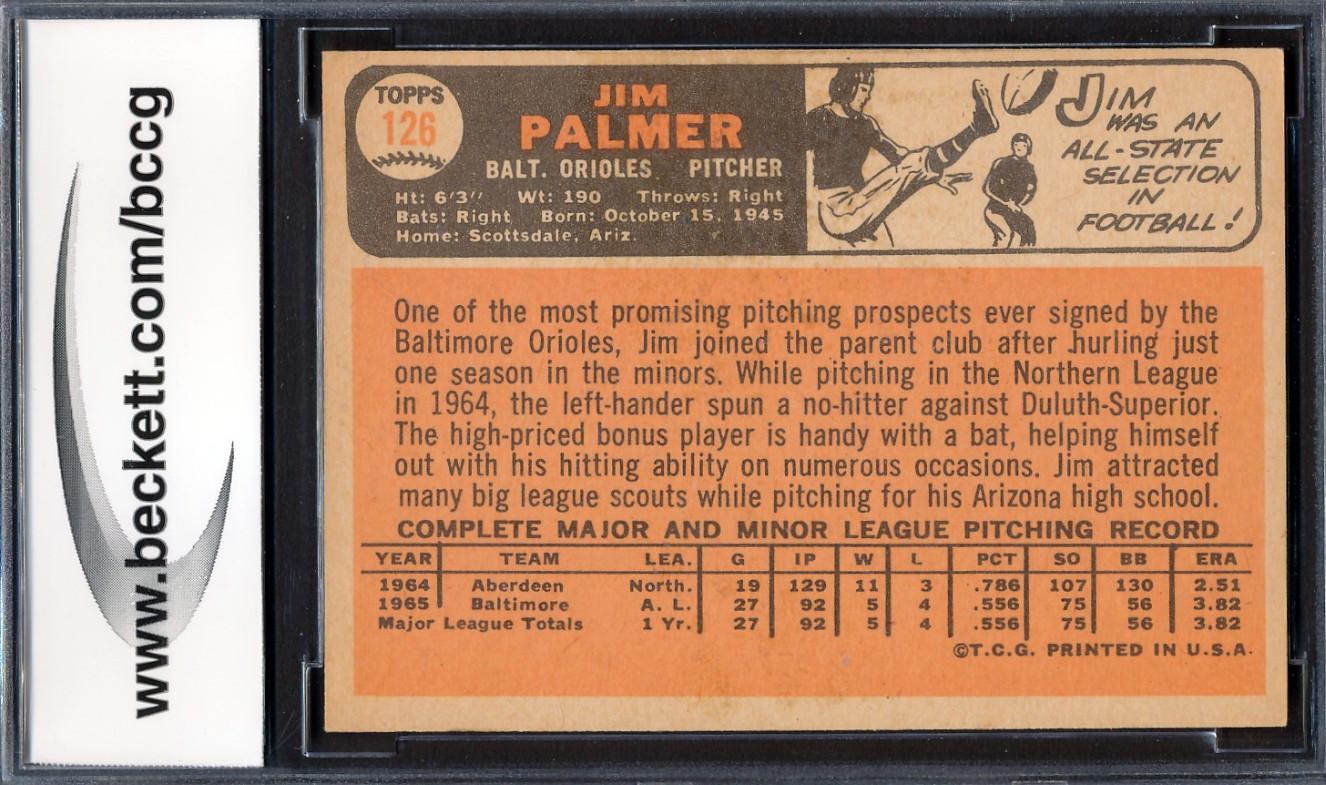 www.beckett.com/bccg
TOPPS
126
JIM
PALMER
BALT. ORIOLES PITCHER
Ht: 6'3" Wt: 190 Throws: Right
Bats: Right Born: October 15, 1945
Home: Scottsdale, Ariz.
JIM
WAS AN
ALL-STATE
SELECTION
IN
FOOTBALL!
One of the most promising pitching prospects ever signed by the
Baltimore Orioles, Jim joined the parent club after hurling just
one season in the minors. While pitching in the Northern League
in 1964, the left-hander spun a no-hitter against Duluth-Superior.
The high-priced bonus player is handy with a bat, helping himself
out with his hitting ability on numerous occasions. Jim attracted
many big league scouts while pitching for his Arizona high school.
COMPLETE MAJOR AND MINOR LEAGUE PITCHING RECORD
YEAR TEAM LEA. G IP W L PCT SO BB ERA
1964 Aberdeen North. 19 129 11 3 .786 107 130 2.51
1965 Baltimore A. L. 27 92 5 4 .556 75 56 3.82
Major League Totals 1 Yr. 27 92 5 4 .556 75 56 3.82
©T.C.G. PRINTED IN U.S.A.